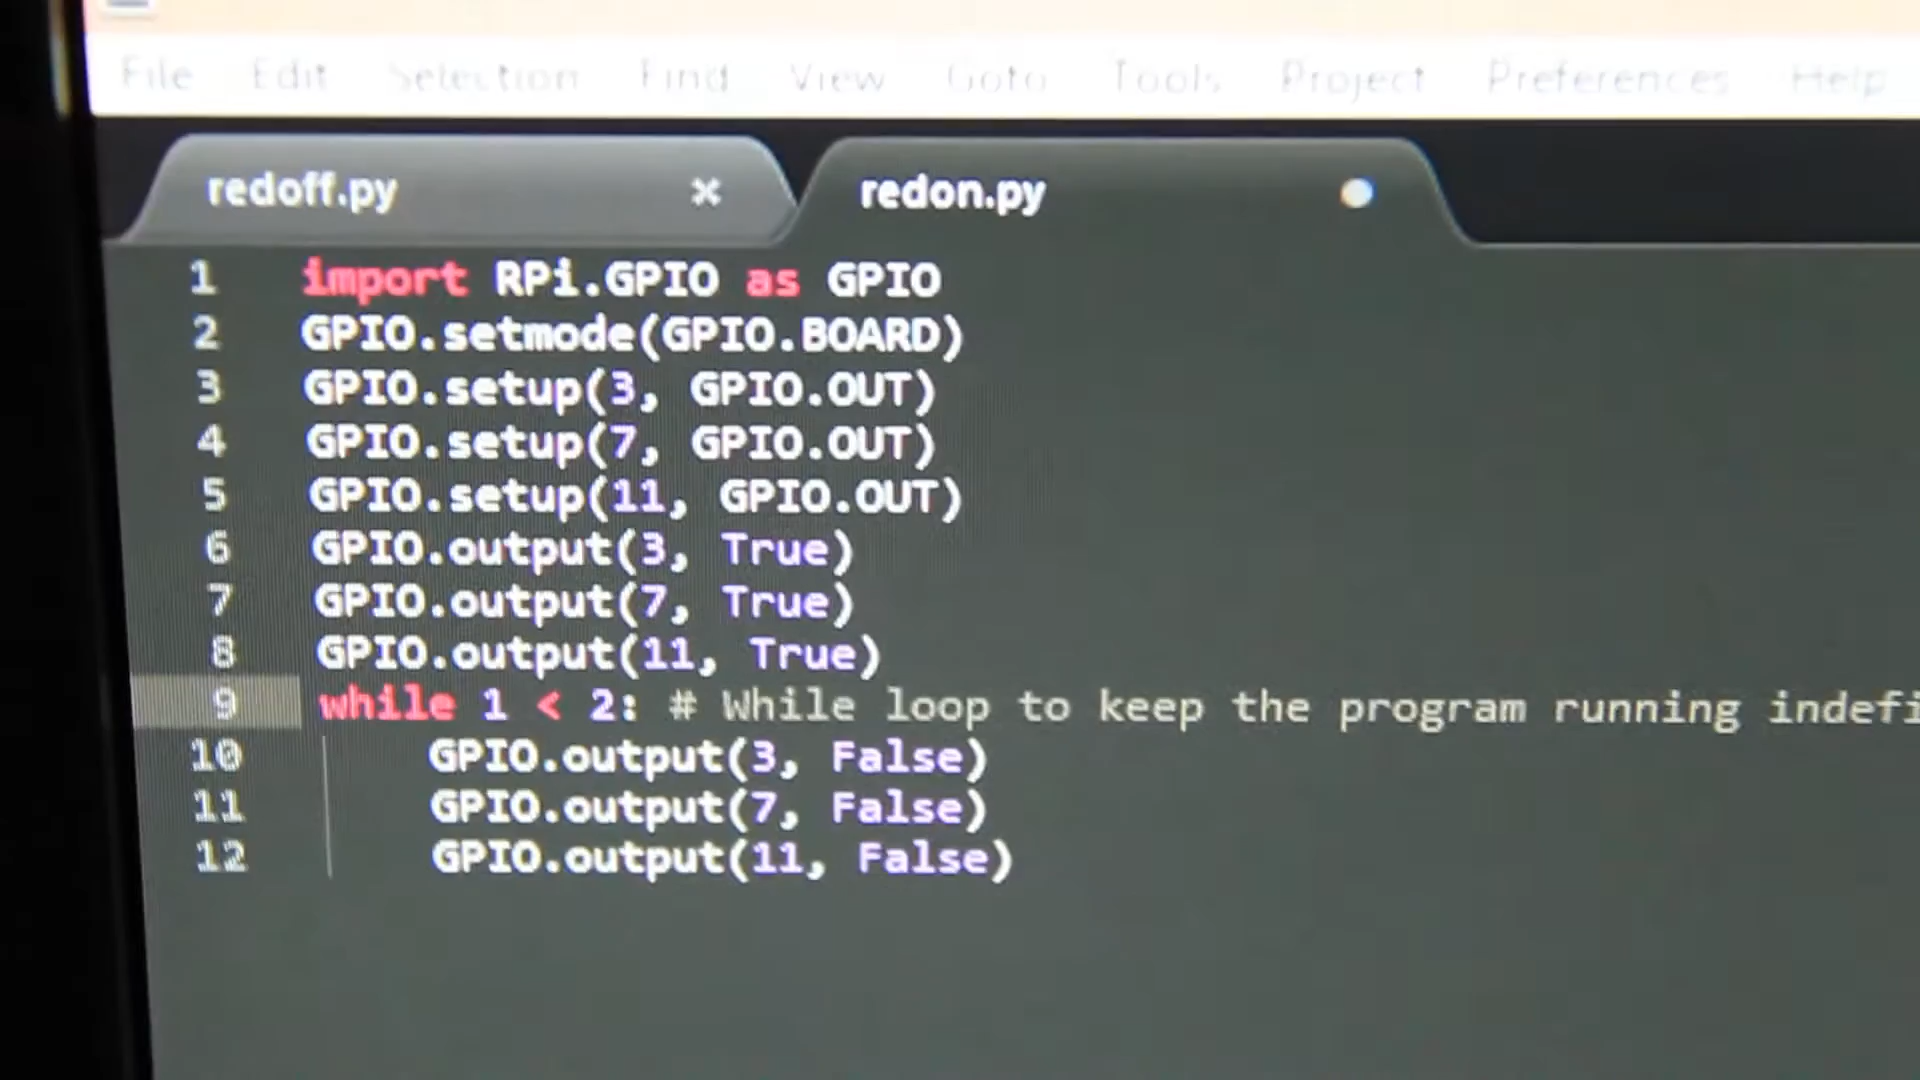 File Edit Selection Find View Goto Tools Project Preferences Help
redoff.py × redon.py
1 import RPi.GPIO as GPIO
2 GPIO.setmode(GPIO.BOARD)
3 GPIO.setup(3, GPIO.OUT)
4 GPIO.setup(7, GPIO.OUT)
5 GPIO.setup(11, GPIO.OUT)
6 GPIO.output(3, True)
7 GPIO.output(7, True)
8 GPIO.output(11, True)
9 while 1 < 2: # While loop to keep the program running indefi
10 GPIO.output(3, False)
11 GPIO.output(7, False)
12 GPIO.output(11, False)